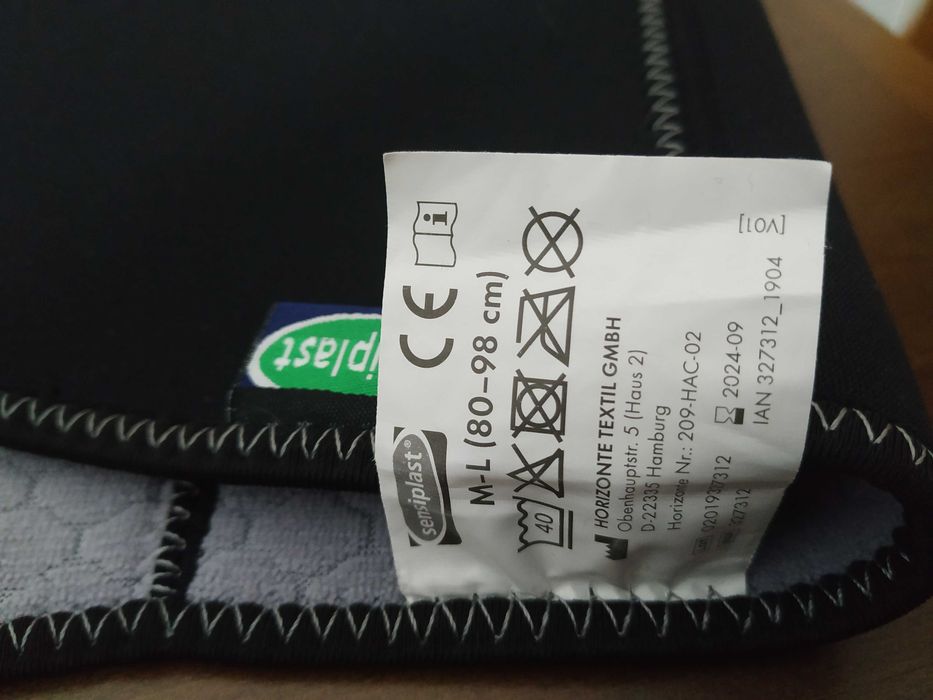 sensiplast
sensiplast®
CE
M-L (80–98 cm)
40
HORIZONTE TEXTIL GMBH
Obenhauptstr. 5 (Haus 2)
D-22335 Hamburg
Horizonte Nr.: 209-HAC-02
2024-09
327312
IAN 327312_1904
[V01]